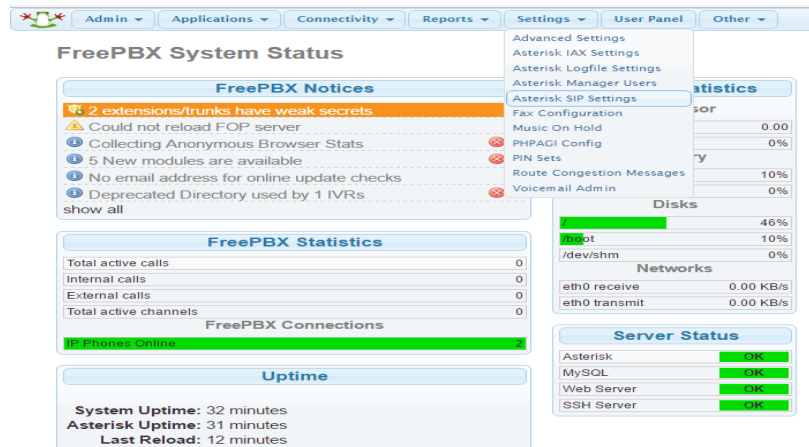 Admin Applications Connectivity Reports Settings User Panel Other
FreePBX System Status
Advanced Settings
Asterisk IAX Settings
Asterisk Logfile Settings
Asterisk Manager Users
Asterisk SIP Settings
Fax Configuration
Music On Hold
PHPAGI Config
PIN Sets
Route Congestion Messages
Voicemail Admin
FreePBX Notices
2 extensions/trunks have weak secrets
Could not reload FOP server
Collecting Anonymous Browser Stats
5 New modules are available
No email address for online update checks
Deprecated Directory used by 1 IVRs
show all
FreePBX Statistics
Total active calls 0
Internal calls 0
External calls 0
Total active channels 0
FreePBX Connections
IP Phones Online 2
Uptime
System Uptime: 32 minutes
Asterisk Uptime: 31 minutes
Last Reload: 12 minutes
atistics
sor
0.00
0%
ry
10%
0%
Disks
/ 46%
/boot 10%
/dev/shm 0%
Networks
eth0 receive 0.00 KB/s
eth0 transmit 0.00 KB/s
Server Status
Asterisk OK
MySQL OK
Web Server OK
SSH Server OK